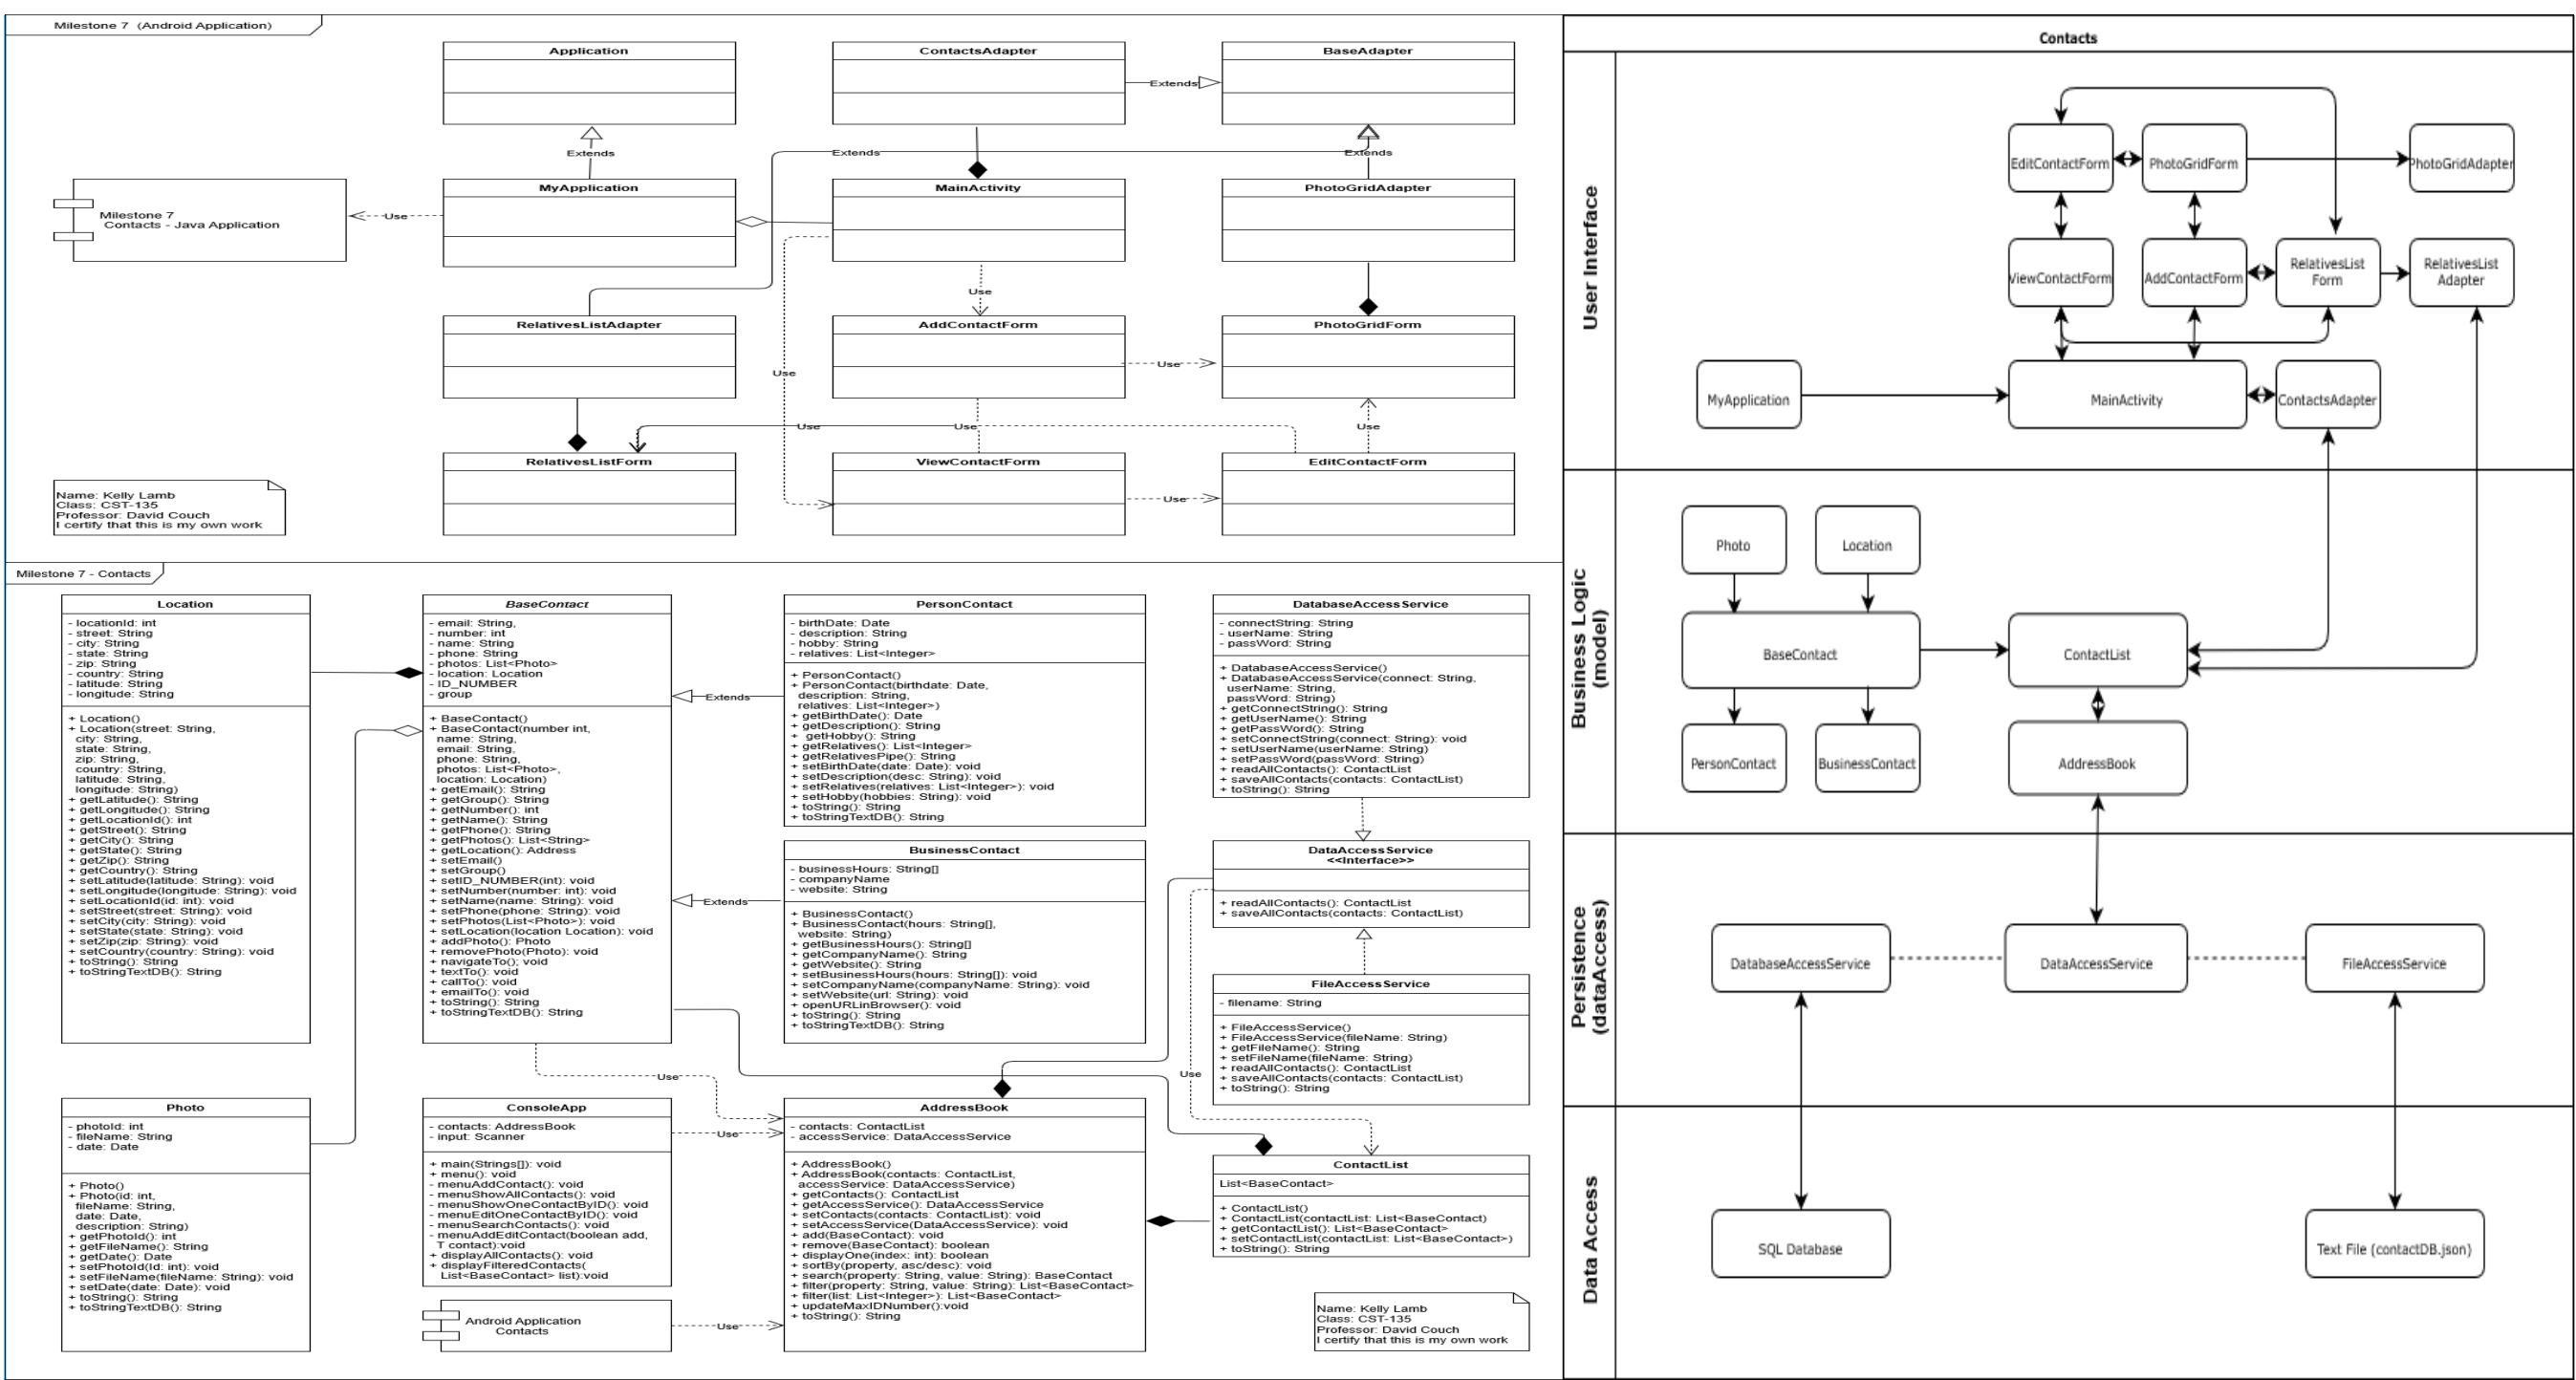 Milestone 7  (Android Application)
Application
ContactsAdapter
BaseAdapter
Extends
Extends
Extends
Extends
MyApplication
MainActivity
PhotoGridAdapter
Milestone 7
Contacts - Java Application
Use
Use
RelativesListAdapter
AddContactForm
PhotoGridForm
Use
Use
Use
Use
Use
RelativesListForm
ViewContactForm
EditContactForm
Use
Name: Kelly Lamb
Class: CST-135
Professor: David Couch
I certify that this is my own work
Milestone 7 - Contacts
Location
- locationId: int
- street: String
- city: String
- state: String
- zip: String
- country: String
- latitude: String
- longitude: String
+ Location()
+ Location(street: String,
city: String,
state: String,
zip: String,
country: String,
latitude: String,
longitude: String)
+ getLatitude(): String
+ getLongitude(): String
+ getLocationId(): int
+ getStreet(): String
+ getCity(): String
+ getState(): String
+ getZip(): String
+ getCountry(): String
+ setLatitude(latitude: String): void
+ setLongitude(longitude: String): void
+ setLocationId(id: int): void
+ setStreet(street: String): void
+ setCity(city: String): void
+ setState(state: String): void
+ setZip(zip: String): void
+ setCountry(country: String): void
+ toString(): String
+ toStringTextDB(): String
BaseContact
- email: String,
- number: int
- name: String
- phone: String
- photos: List<Photo>
- location: Location
- ID_NUMBER
- group
+ BaseContact()
+ BaseContact(number int,
name: String,
email: String,
phone: String,
photos: List<Photo>,
location: Location)
+ getEmail(): String
+ getGroup(): String
+ getNumber(): int
+ getName(): String
+ getPhone(): String
+ getPhotos(): List<String>
+ getLocation(): Address
+ setEmail()
+ setGroup()
+ setID_NUMBER(int): void
+ setNumber(number: int): void
+ setName(name: String): void
+ setPhone(phone: String): void
+ setPhotos(List<Photo>): void
+ setLocation(location Location): void
+ addPhoto(): Photo
+ removePhoto(Photo): void
+ navigateTo(); void
+ textTo(): void
+ callTo(): void
+ emailTo(): void
+ toString(): String
+ toStringTextDB(): String
PersonContact
- birthDate: Date
- description: String
- hobby: String
- relatives: List<Integer>
+ PersonContact()
+ PersonContact(birthdate: Date,
description: String,
relatives: List<Integer>)
+ getBirthDate(): Date
+ getDescription(): String
+  getHobby(): String
+ getRelatives(): List<Integer>
+ getRelativesPipe(): String
+ setBirthDate(date: Date): void
+ setDescription(desc: String): void
+ setRelatives(relatives: List<Integer>): void
+ setHobby(hobbies: String): void
+ toString(): String
+ toStringTextDB(): String
Extends
BusinessContact
- businessHours: String[]
- companyName
- website: String
+ BusinessContact()
+ BusinessContact(hours: String[],
website: String)
+ getBusinessHours(): String[]
+ getCompanyName(): String
+ getWebsite(): String
+ setBusinessHours(hours: String[]): void
+ setCompanyName(companyName: String): void
+ setWebsite(url: String): void
+ openURLinBrowser(): void
+ toString(): String
+ toStringTextDB(): String
Extends
DatabaseAccessService
- connectString: String
- userName: String
- passWord: String
+ DatabaseAccessService()
+ DatabaseAccessService(connect: String,
userName: String,
passWord: String)
+ getConnectString(): String
+ getUserName(): String
+ getPassWord(): String
+ setConnectString(connect: String): void
+ setUserName(userName: String)
+ setPassWord(passWord: String)
+ readAllContacts(): ContactList
+ saveAllContacts(contacts: ContactList)
+ toString(): String
DataAccessService
<<Interface>>
+ readAllContacts(): ContactList
+ saveAllContacts(contacts: ContactList)
FileAccessService
- filename: String
+ FileAccessService()
+ FileAccessService(fileName: String)
+ getFileName(): String
+ setFileName(fileName: String)
+ readAllContacts(): ContactList
+ saveAllContacts(contacts: ContactList)
+ toString(): String
Use
Use
Photo
- photoId: int
- fileName: String
- date: Date
+ Photo()
+ Photo(id: int,
fileName: String,
date: Date,
description: String)
+ getPhotoId(): int
+ getFileName(): String
+ getDate(): Date
+ setPhotoId(Id: int): void
+ setFileName(fileName: String): void
+ setDate(date: Date): void
+ toString(): String
+ toStringTextDB(): String
ConsoleApp
- contacts: AddressBook
- input: Scanner
+ main(Strings[]): void
+ menu(): void
- menuAddContact(): void
- menuShowAllContacts(): void
- menuShowOneContactByID(): void
- menuEditOneContactByID(): void
- menuSearchContacts(): void
- menuAddEditContact(boolean add,
T contact):void
+ displayAllContacts(): void
+ displayFilteredContacts(
List<BaseContact> list):void
Use
Android Application
Contacts
Use
AddressBook
- contacts: ContactList
- accessService: DataAccessService
+ AddressBook()
+ AddressBook(contacts: ContactList,
accessService: DataAccessService)
+ getContacts(): ContactList
+ getAccessService(): DataAccessService
+ setContacts(contacts: ContactList): void
+ setAccessService(DataAccessService): void
+ add(BaseContact): void
+ remove(BaseContact): boolean
+ displayOne(index: int): boolean
+ sortBy(property, asc/desc): void
+ search(property: String, value: String): BaseContact
+ filter(property: String, value: String): List<BaseContact>
+ filter(list: List<Integer>): List<BaseContact>
+ updateMaxIDNumber():void
+ toString(): String
ContactList
List<BaseContact>
+ ContactList()
+ ContactList(contactList: List<BaseContact)
+ getContactList(): List<BaseContact>
+ setContactList(contactList: List<BaseContact>)
+ toString(): String
Name: Kelly Lamb
Class: CST-135
Professor: David Couch
I certify that this is my own work
Contacts
User Interface
EditContactForm
PhotoGridForm
PhotoGridAdapter
ViewContactForm
AddContactForm
RelativesList
Form
RelativesList
Adapter
MyApplication
MainActivity
ContactsAdapter
Business Logic
(model)
Photo
Location
BaseContact
ContactList
PersonContact
BusinessContact
AddressBook
Persistence
(dataAccess)
DatabaseAccessService
DataAccessService
FileAccessService
Data Access
SQL Database
Text File (contactDB.json)